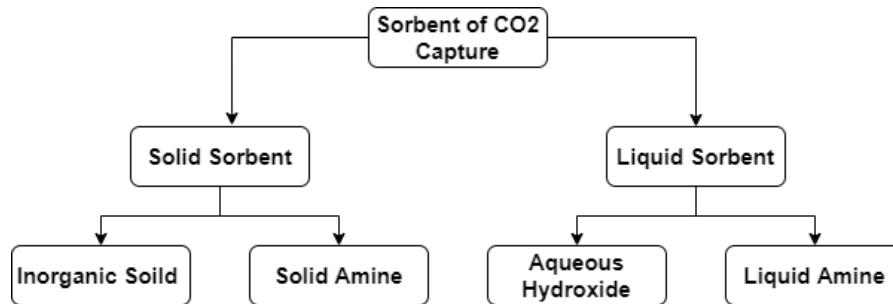 Sorbent of CO2
Capture
Solid Sorbent
Liquid Sorbent
Inorganic Soild
Solid Amine
Aqueous
Hydroxide
Liquid Amine